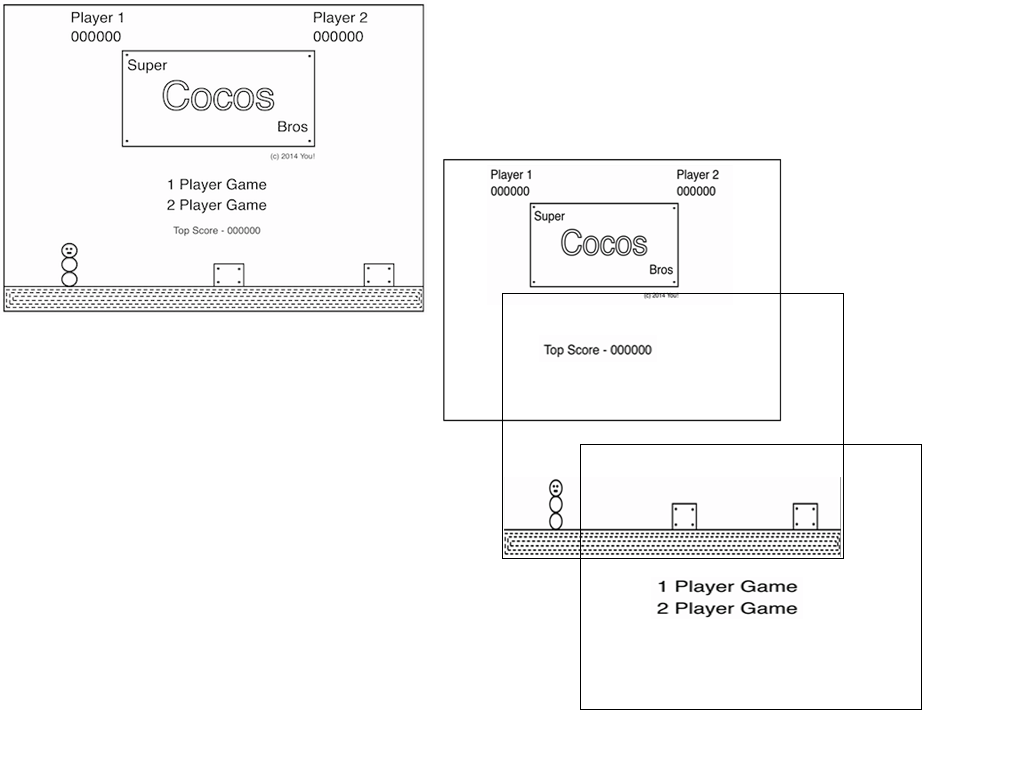 Player 1 Player 2
000000 000000
Super
Cocos
Bros
(c) 2014 You!
1 Player Game
2 Player Game
Top Score - 000000
Player 1 Player 2
000000 000000
Super
Cocos
Bros
(c) 2014 You!
Top Score - 000000
1 Player Game
2 Player Game